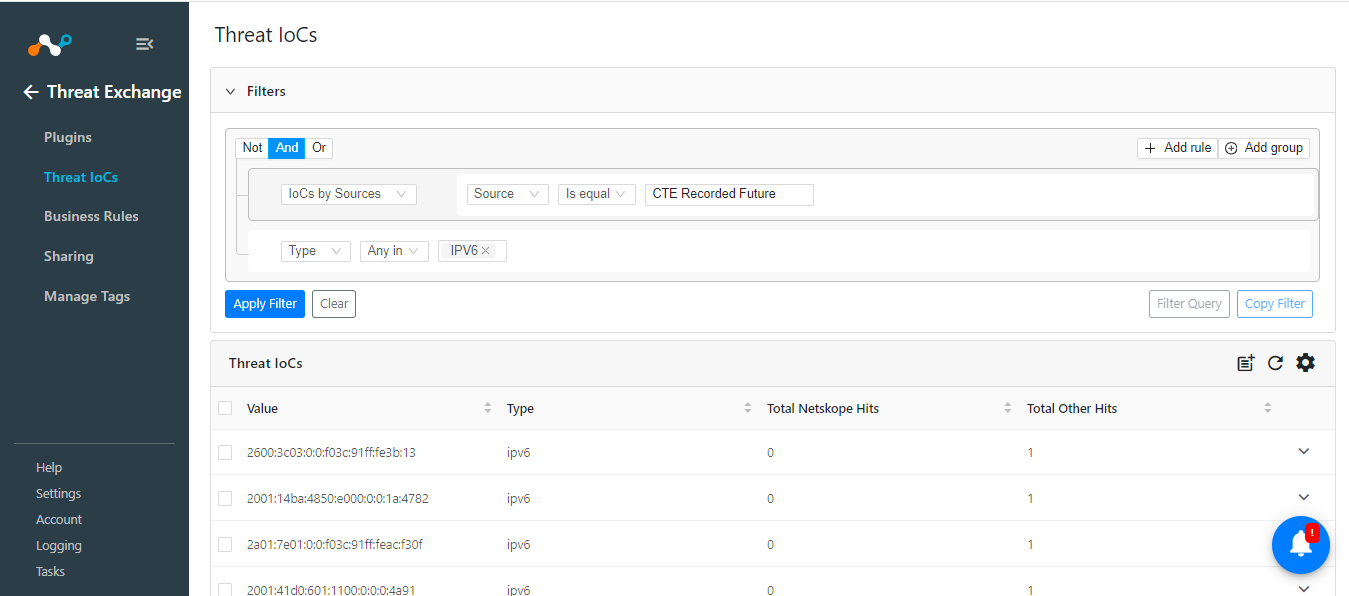 Threat IoCs
Threat Exchange
Plugins
Threat IoCs
Business Rules
Sharing
Manage Tags
Help
Settings
Account
Logging
Tasks
Filters
Not And Or Add rule Add group
IoCs by Sources Source Is equal CTE Recorded Future
Type Any in IPV6
Apply Filter Clear Filter Query Copy Filter
Threat IoCs
Value Type Total Netskope Hits Total Other Hits
2600:3c03:0:0:f03c:91ff:fe3b:13 ipv6 0 1
2001:14ba:4850:e000:0:0:1a:4782 ipv6 0 1
2a01:7e01:0:0:f03c:91ff:feac:f30f ipv6 0 1
2001:41d0:601:1100:0:0:0:4a91 ipv6 0 1
!